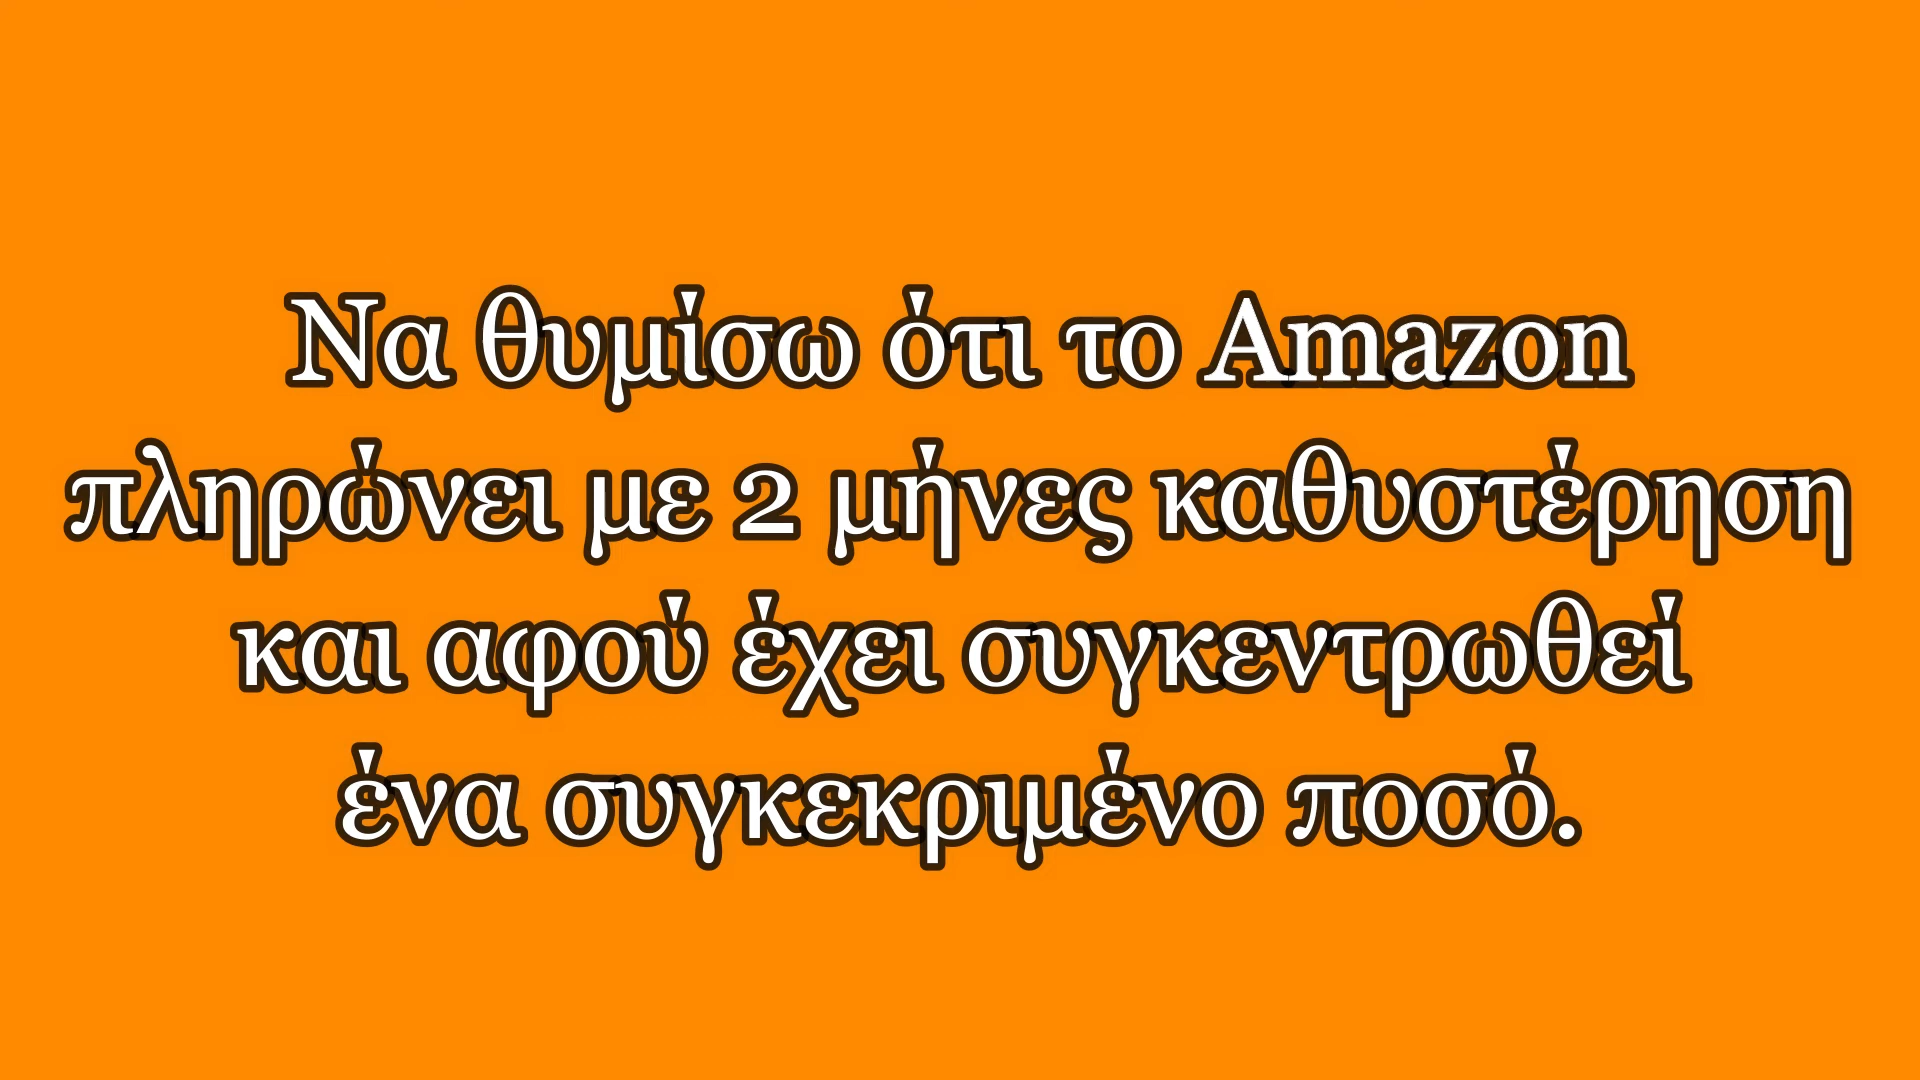 Να θυμίσω ότι το Amazon
πληρώνει με 2 μήνες καθυστέρηση
και αφού έχει συγκεντρωθεί
ένα συγκεκριμένο ποσό.